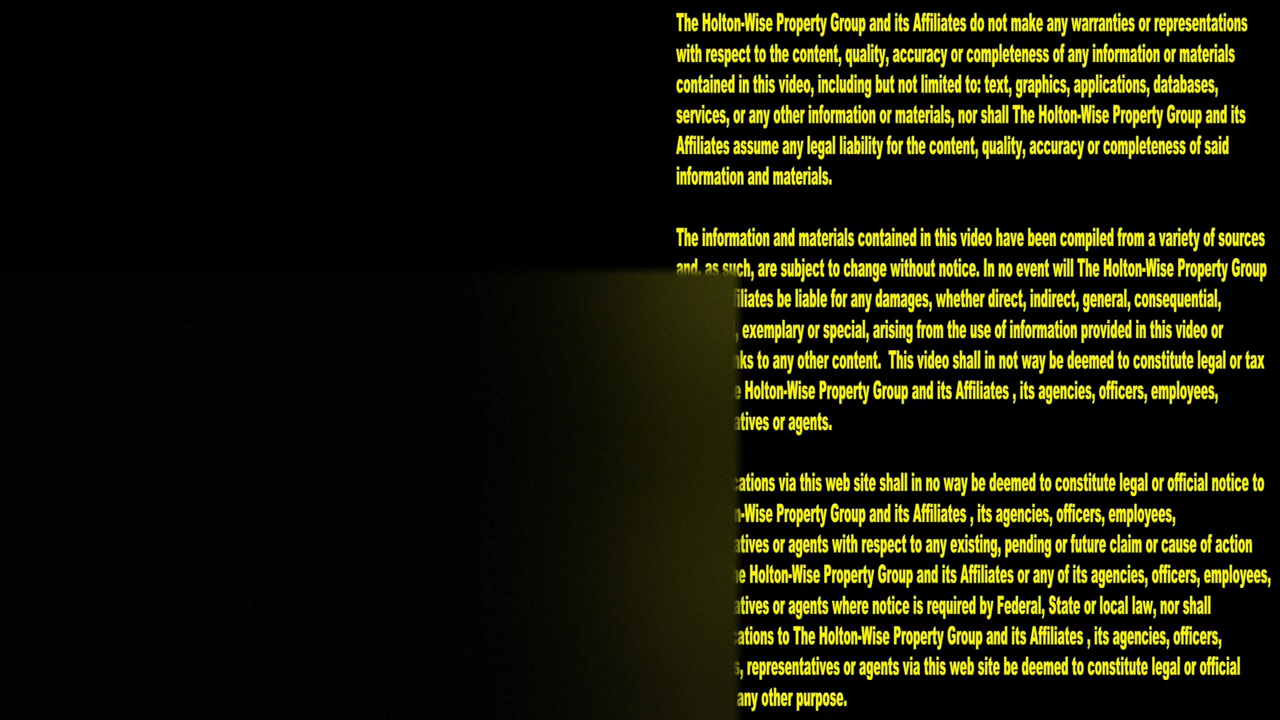 The Holton-Wise Property Group and its Affiliates do not make any warranties or representations
with respect to the content, quality, accuracy or completeness of any information or materials
contained in this video, including but not limited to: text, graphics, applications, databases,
services, or any other information or materials, nor shall The Holton-Wise Property Group and its
Affiliates assume any legal liability for the content, quality, accuracy or completeness of said
information and materials.
The information and materials contained in this video have been compiled from a variety of sources
and, as such, are subject to change without notice. In no event will The Holton-Wise Property Group
be liable for any damages, whether direct, indirect, general, consequential,
, exemplary or special, arising from the use of information provided in this video or
to any other content. This video shall in not way be deemed to constitute legal or tax
Holton-Wise Property Group and its Affiliates , its agencies, officers, employees,
or agents.
via this web site shall in no way be deemed to constitute legal or official notice to
-Wise Property Group and its Affiliates , its agencies, officers, employees,
or agents with respect to any existing, pending or future claim or cause of action
Holton-Wise Property Group and its Affiliates or any of its agencies, officers, employees,
or agents where notice is required by Federal, State or local law, nor shall
to The Holton-Wise Property Group and its Affiliates , its agencies, officers,
, representatives or agents via this web site be deemed to constitute legal or official
any other purpose.